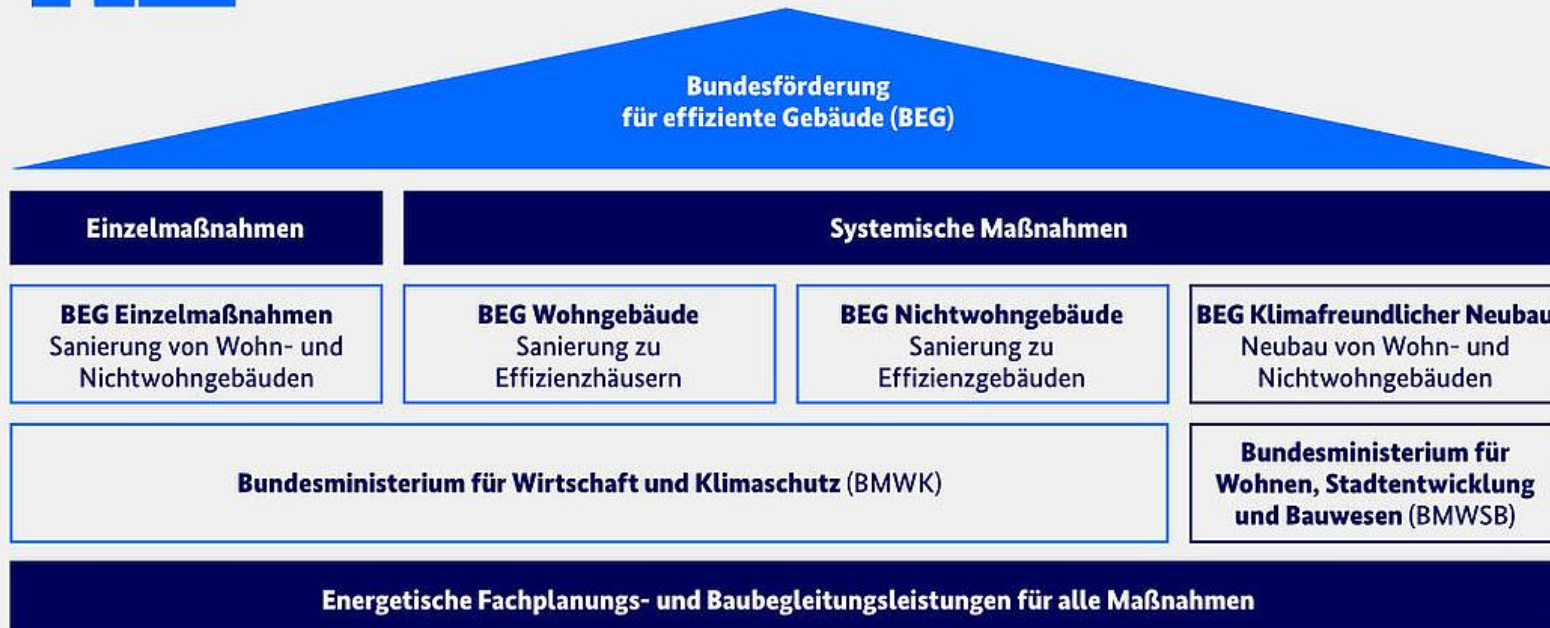 Bundesförderung
für effiziente Gebäude (BEG)
Einzelmaßnahmen
Systemische Maßnahmen
BEG Einzelmaßnahmen
Sanierung von Wohn- und
Nichtwohngebäuden
BEG Wohngebäude
Sanierung zu
Effizienzhäusern
BEG Nichtwohngebäude
Sanierung zu
Effizienzgebäuden
BEG Klimafreundlicher Neubau
Neubau von Wohn- und
Nichtwohngebäuden
Bundesministerium für Wirtschaft und Klimaschutz (BMWK)
Bundesministerium für
Wohnen, Stadtentwicklung
und Bauwesen (BMWSB)
Energetische Fachplanungs- und Baubegleitungsleistungen für alle Maßnahmen